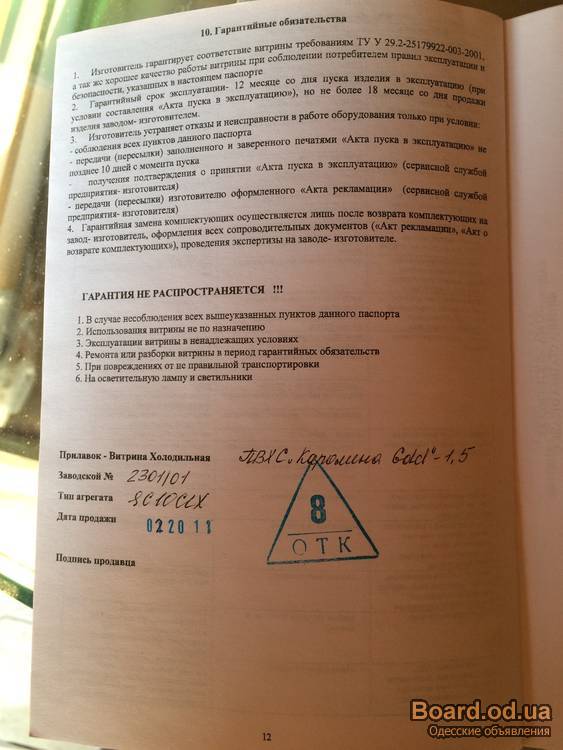 10. Гарантийные обязательства
1. Изготовитель гарантирует соответствие витрины требованиям ТУ У 29.2-25179922-003-2001,
а так же хорошее качество работы витрины при соблюдении потребителем правил эксплуатации и
безопасности, указанных в настоящем паспорте
2. Гарантийный срок эксплуатации- 12 месяце со дня пуска изделия в эксплуатацию (при
условии составления «Акта пуска в эксплуатацию»), но не более 18 месяцев со дня продажи
изделия заводом- изготовителем.
3. Изготовитель устраняет отказы и неисправности в работе оборудования только при условии:
- соблюдения всех пунктов данного паспорта
- передачи (пересылки) заполненного и заверенного печатями «Акта пуска в эксплуатацию» не
позднее 10 дней с момента пуска
- получения подтверждения о принятии «Акта пуска в эксплуатацию» (сервисной службой
предприятия- изготовителя)
- передачи (пересылки) изготовителю оформленного «Акта рекламации» (сервисной службой
предприятия- изготовителя)
4. Гарантийная замена комплектующих осуществляется лишь после возврата комплектующих на
завод- изготовитель, оформления всех сопроводительных документов («Акт рекламации», «Акт о
возврате комплектующих»), проведения экспертизы на заводе- изготовителе.
ГАРАНТИЯ НЕ РАСПРОСТРАНЯЕТСЯ !!!
1. В случае несоблюдения всех вышеуказанных пунктов данного паспорта
2. Использования витрины не по назначению
3. Эксплуатации витрины в ненадлежащих условиях
4. Ремонта или разборки витрины в период гарантийных обязательств
5. При повреждениях от не правильной транспортировки
6. На осветительную лампу и светильники
Прилавок - Витрина Холодильная ПВХС „Каролина
Заводской № 2301/01
Тип агрегата
Дата продажи 02 20 11
8
ОТК
Подпись продавца
12
Board.od.ua
Одесские объявления